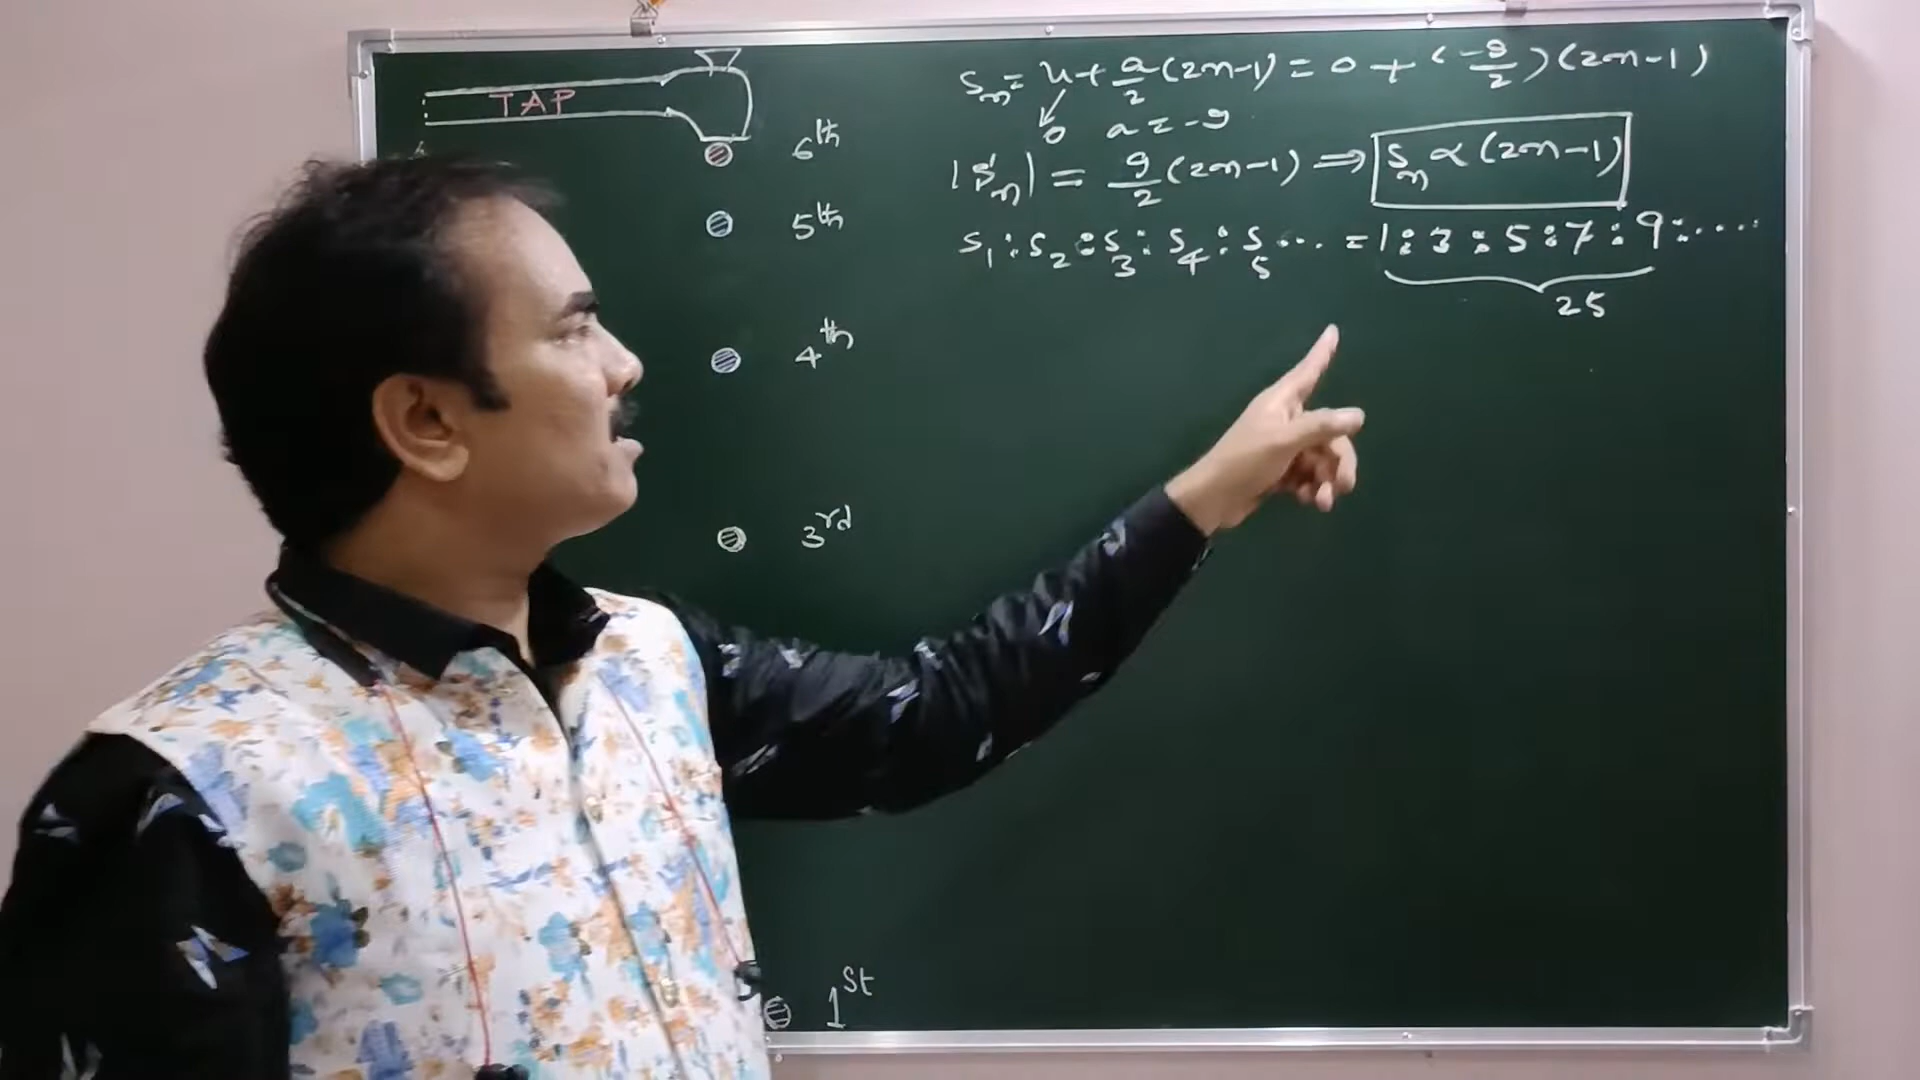 TAP
6th
5th
4th
3rd
1st
Sₙ = u + a/2 (2n-1) = 0 + (-g/2)(2n-1)
0 a = -g
|Sₙ| = g/2 (2n-1) ⇒ Sₙ ∝ (2n-1)
S₁ : S₂ : S₃ : S₄ : S₅ ... = 1 : 3 : 5 : 7 : 9 : ....
25